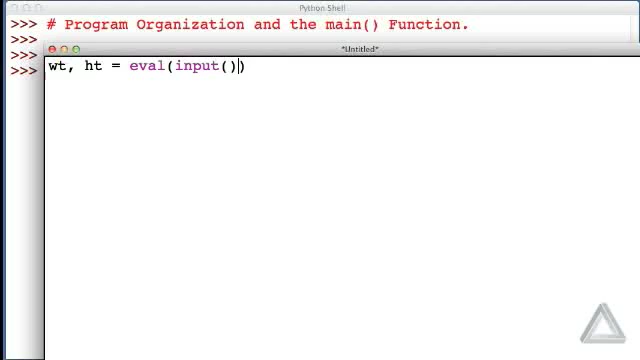 Python Shell
>>> # Program Organization and the main() Function.
>>>
>>>
*Untitled*
>>>
wt, ht = eval(input())